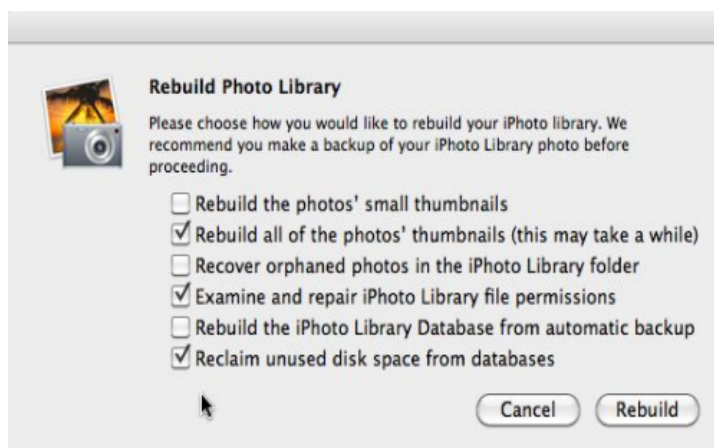 Rebuild Photo Library
Please choose how you would like to rebuild your iPhoto library. We
recommend you make a backup of your iPhoto Library photo before
proceeding.
Rebuild the photos' small thumbnails
Rebuild all of the photos' thumbnails (this may take a while)
Recover orphaned photos in the iPhoto Library folder
Examine and repair iPhoto Library file permissions
Rebuild the iPhoto Library Database from automatic backup
Reclaim unused disk space from databases
Cancel Rebuild